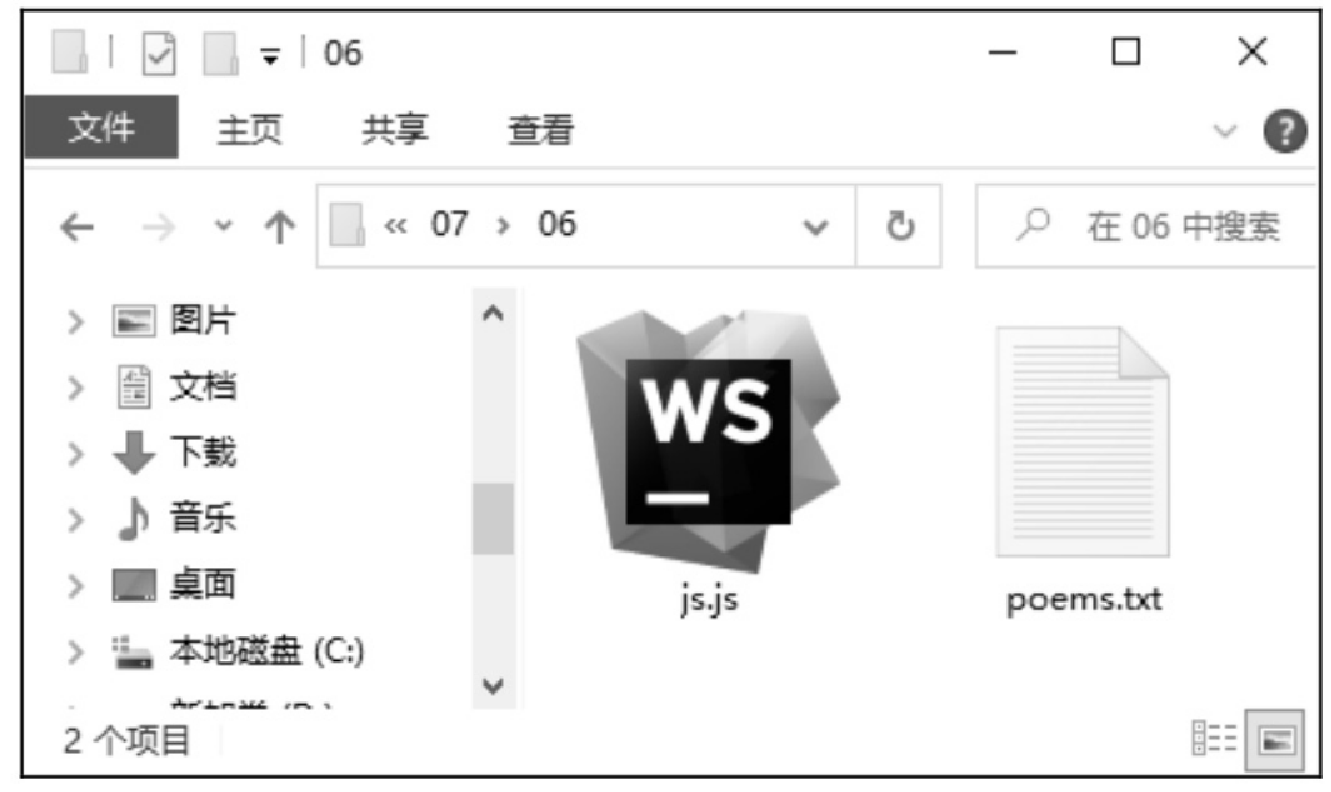 06
文件 主页 共享 查看
« 07 › 06
在 06 中搜索
图片
文档
下载
音乐
桌面
本地磁盘 (C:)
WS
js.js
poems.txt
2 个项目